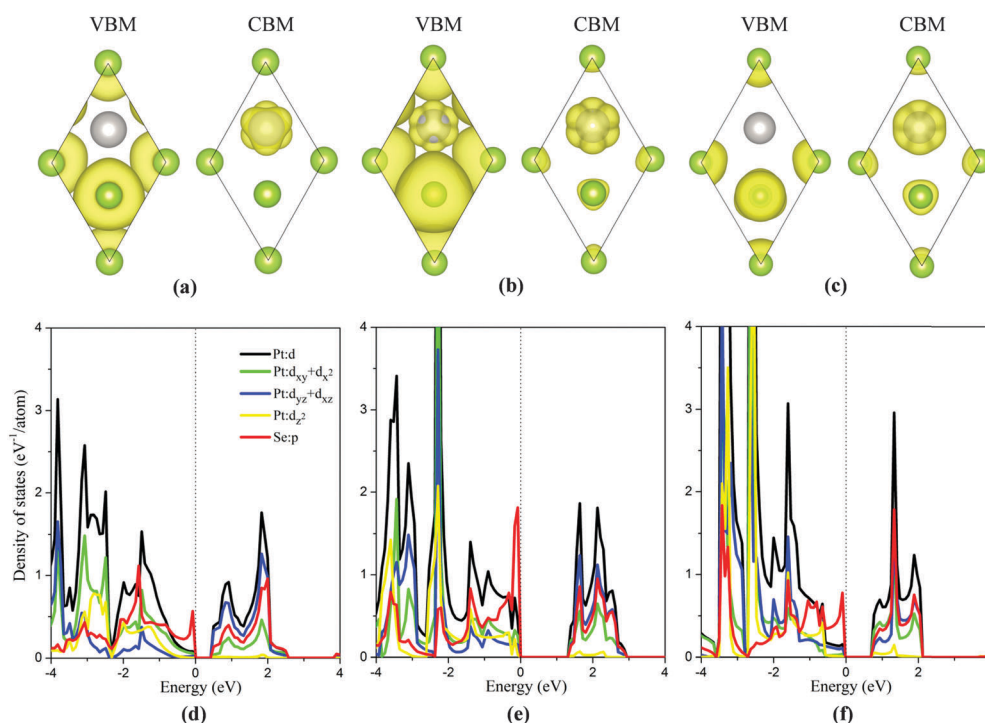 VBM CBM VBM CBM VBM CBM
(a) (b) (c)
4 4 4
3 3 3
2 2 2
1 1 1
0 0 0
Density of states (eV⁻¹/atom)
Pt:d
Pt:dxy+dx²
Pt:dyz+dxz
Pt:dz²
Se:p
-4 -2 0 2 4 -4 -2 0 2 4 -4 -2 0 2
Energy (eV) Energy (eV) Energy (eV)
(d) (e) (f)